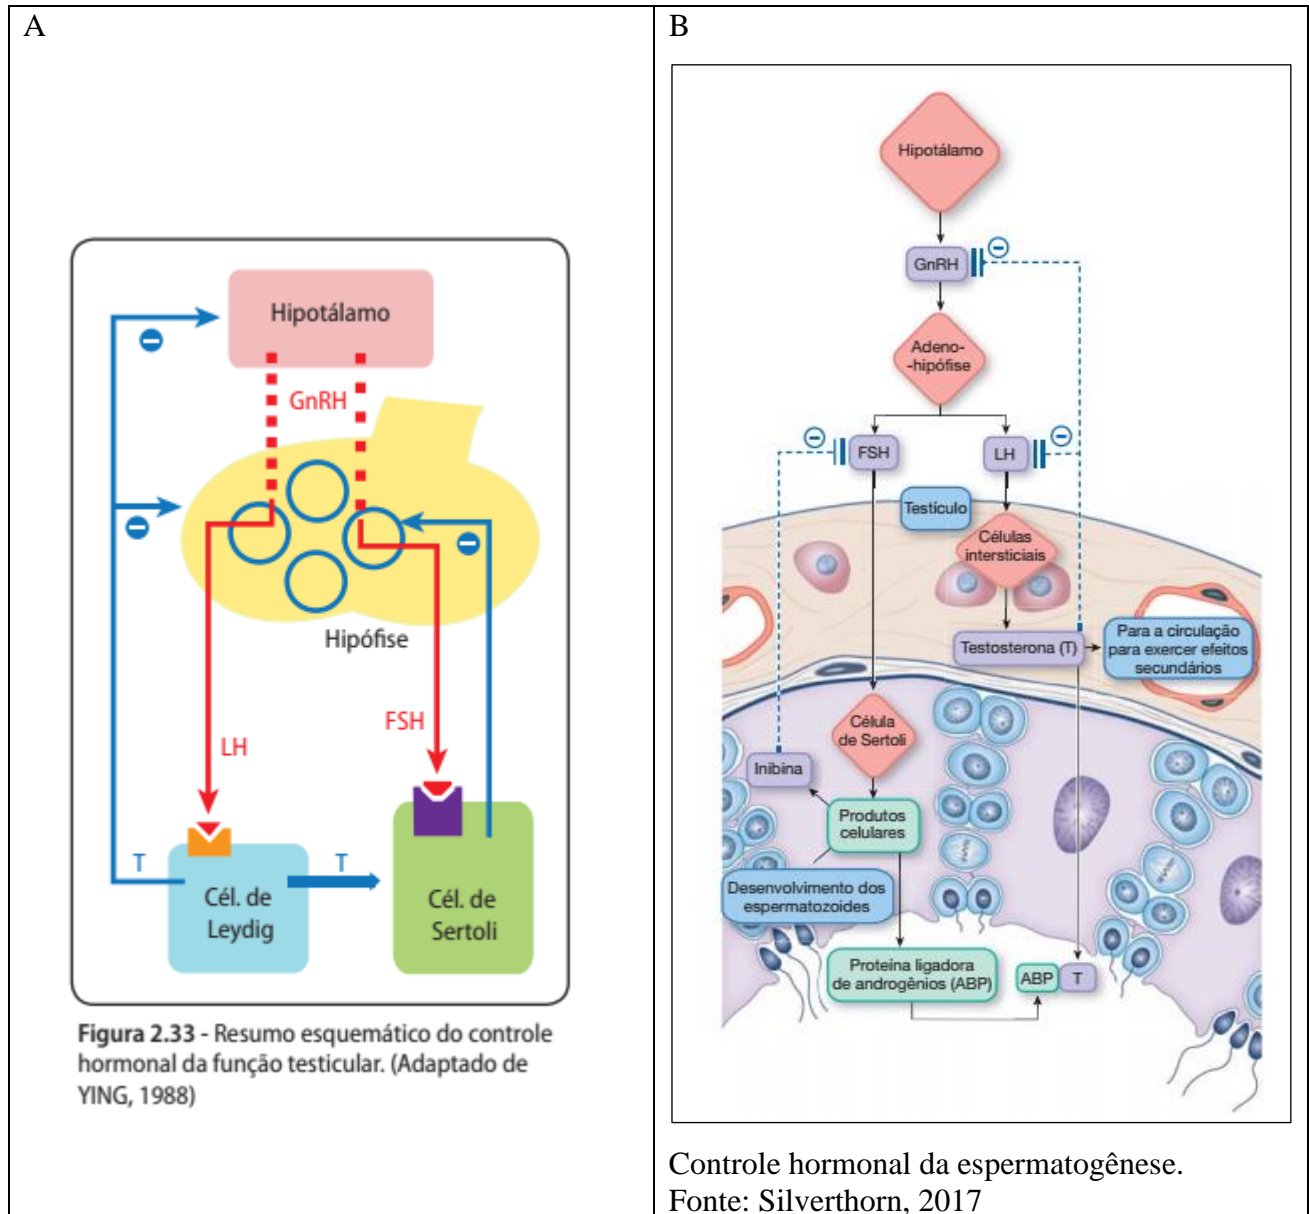 A
Hipotálamo
GnRH
Hipófise
LH
FSH
T
T
Cél. de
Leydig
Cél. de
Sertoli
Figura 2.33 - Resumo esquemático do controle
hormonal da função testicular. (Adaptado de
YING, 1988)
B
Hipotálamo
GnRH
Adeno-
-hipófise
FSH
LH
Testículo
Células
intersticiais
Testosterona (T)
Para a circulação
para exercer efeitos
secundários
Célula
de Sertoli
Inibina
Produtos
celulares
Desenvolvimento dos
espermatozoides
Proteína ligadora
de androgênios (ABP)
ABP
T
Controle hormonal da espermatogênese.
Fonte: Silverthorn, 2017